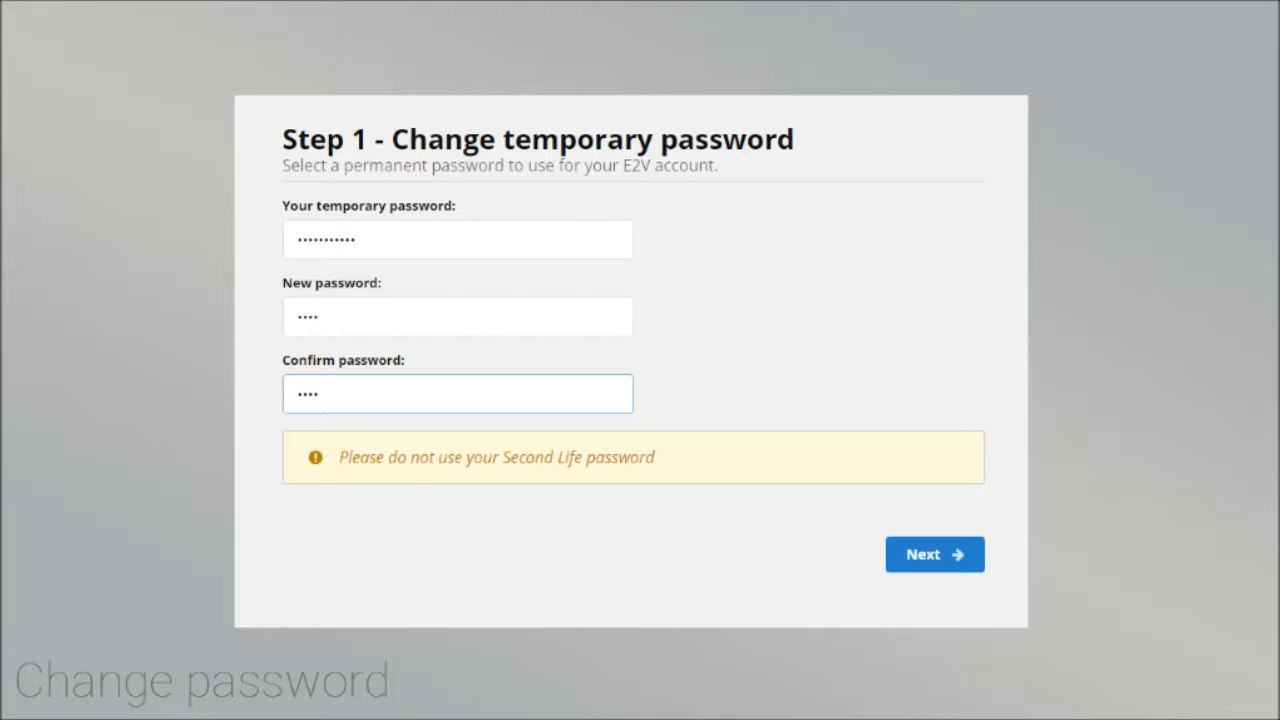 Step 1 - Change temporary password
Select a permanent password to use for your E2V account.
Your temporary password:
•••••••••••
New password:
••••
Confirm password:
••••
Please do not use your Second Life password
Next
Change password